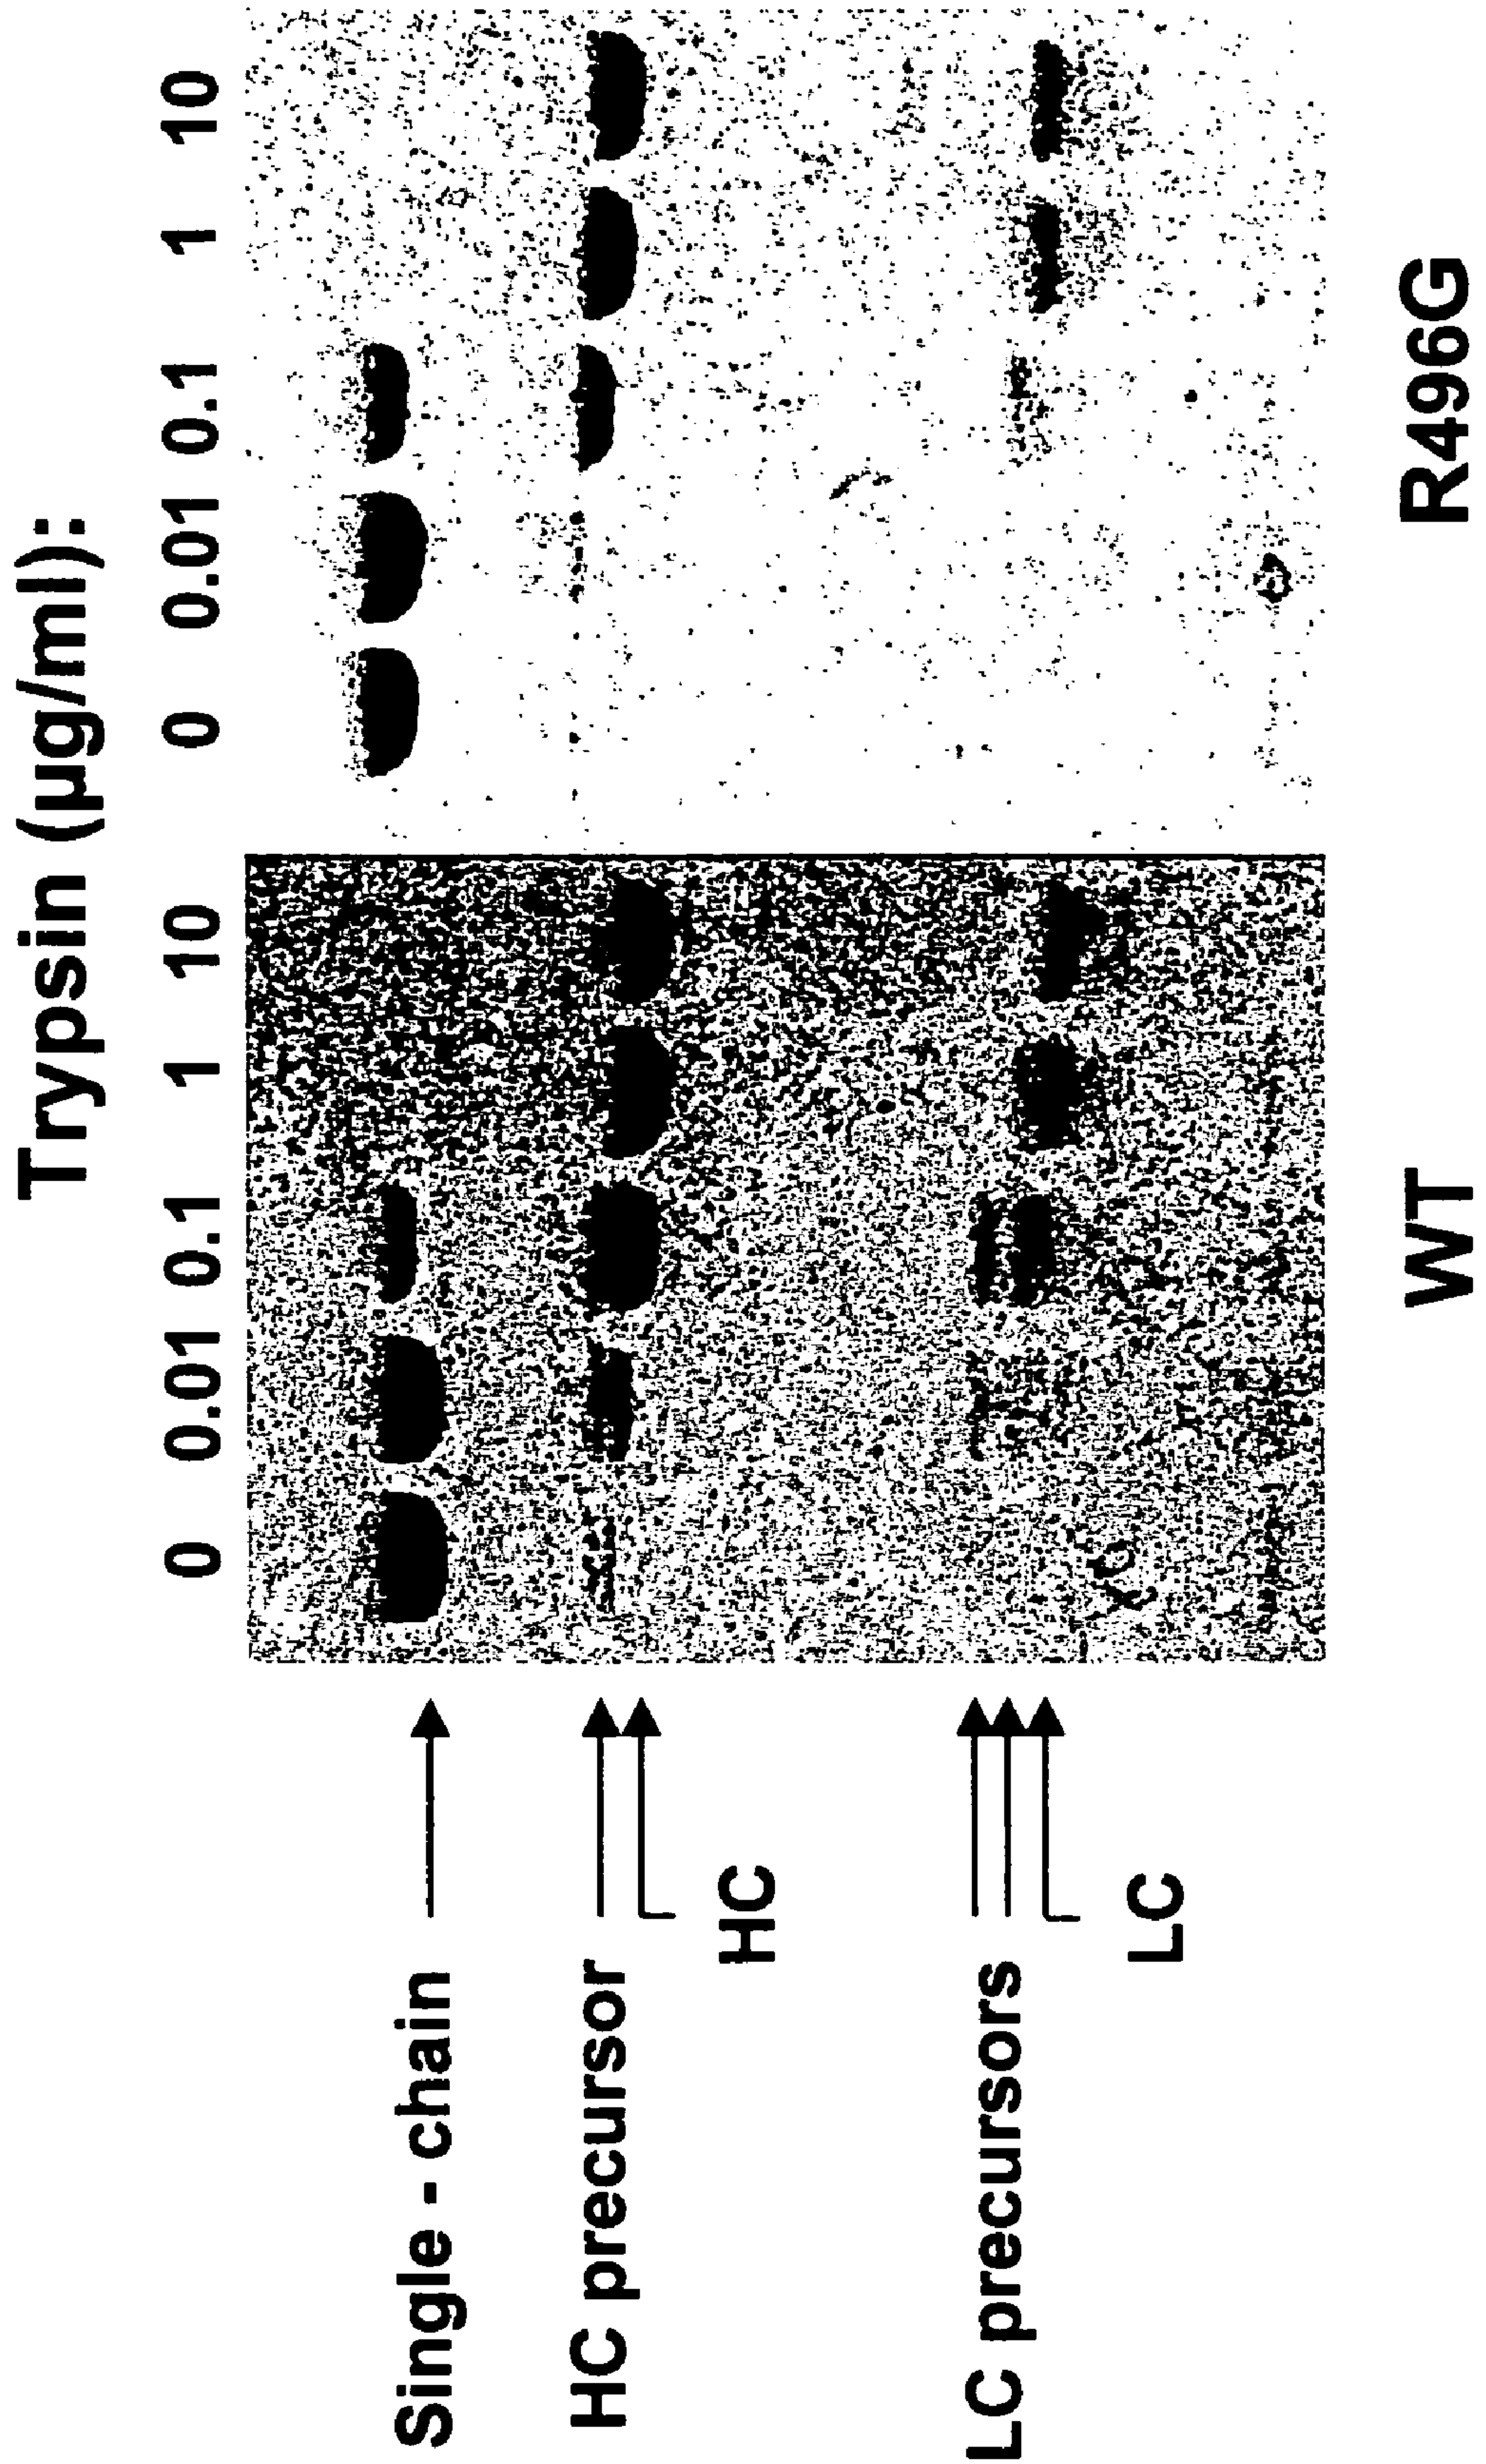 Trypsin (µg/ml):
0 0.01 0.1 1 10 0 0.01 0.1 1 10
Single - chain
HC precursor
HC
LC precursors
LC
WT R496G